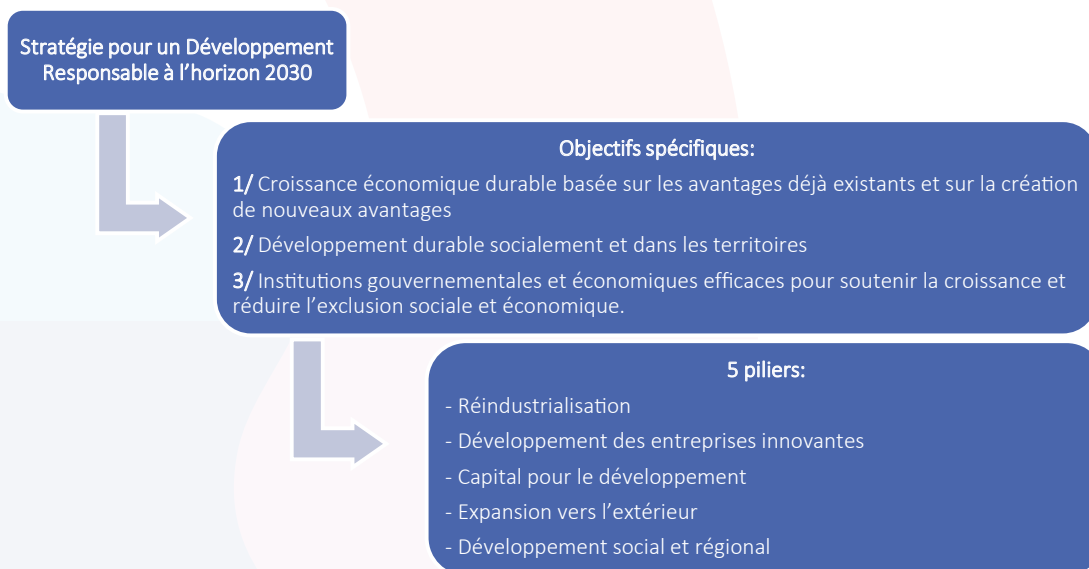 Stratégie pour un Développement
Responsable à l’horizon 2030
Objectifs spécifiques:
1/ Croissance économique durable basée sur les avantages déjà existants et sur la création
de nouveaux avantages
2/ Développement durable socialement et dans les territoires
3/ Institutions gouvernementales et économiques efficaces pour soutenir la croissance et
réduire l’exclusion sociale et économique.
5 piliers:
- Réindustrialisation
- Développement des entreprises innovantes
- Capital pour le développement
- Expansion vers l’extérieur
- Développement social et régional